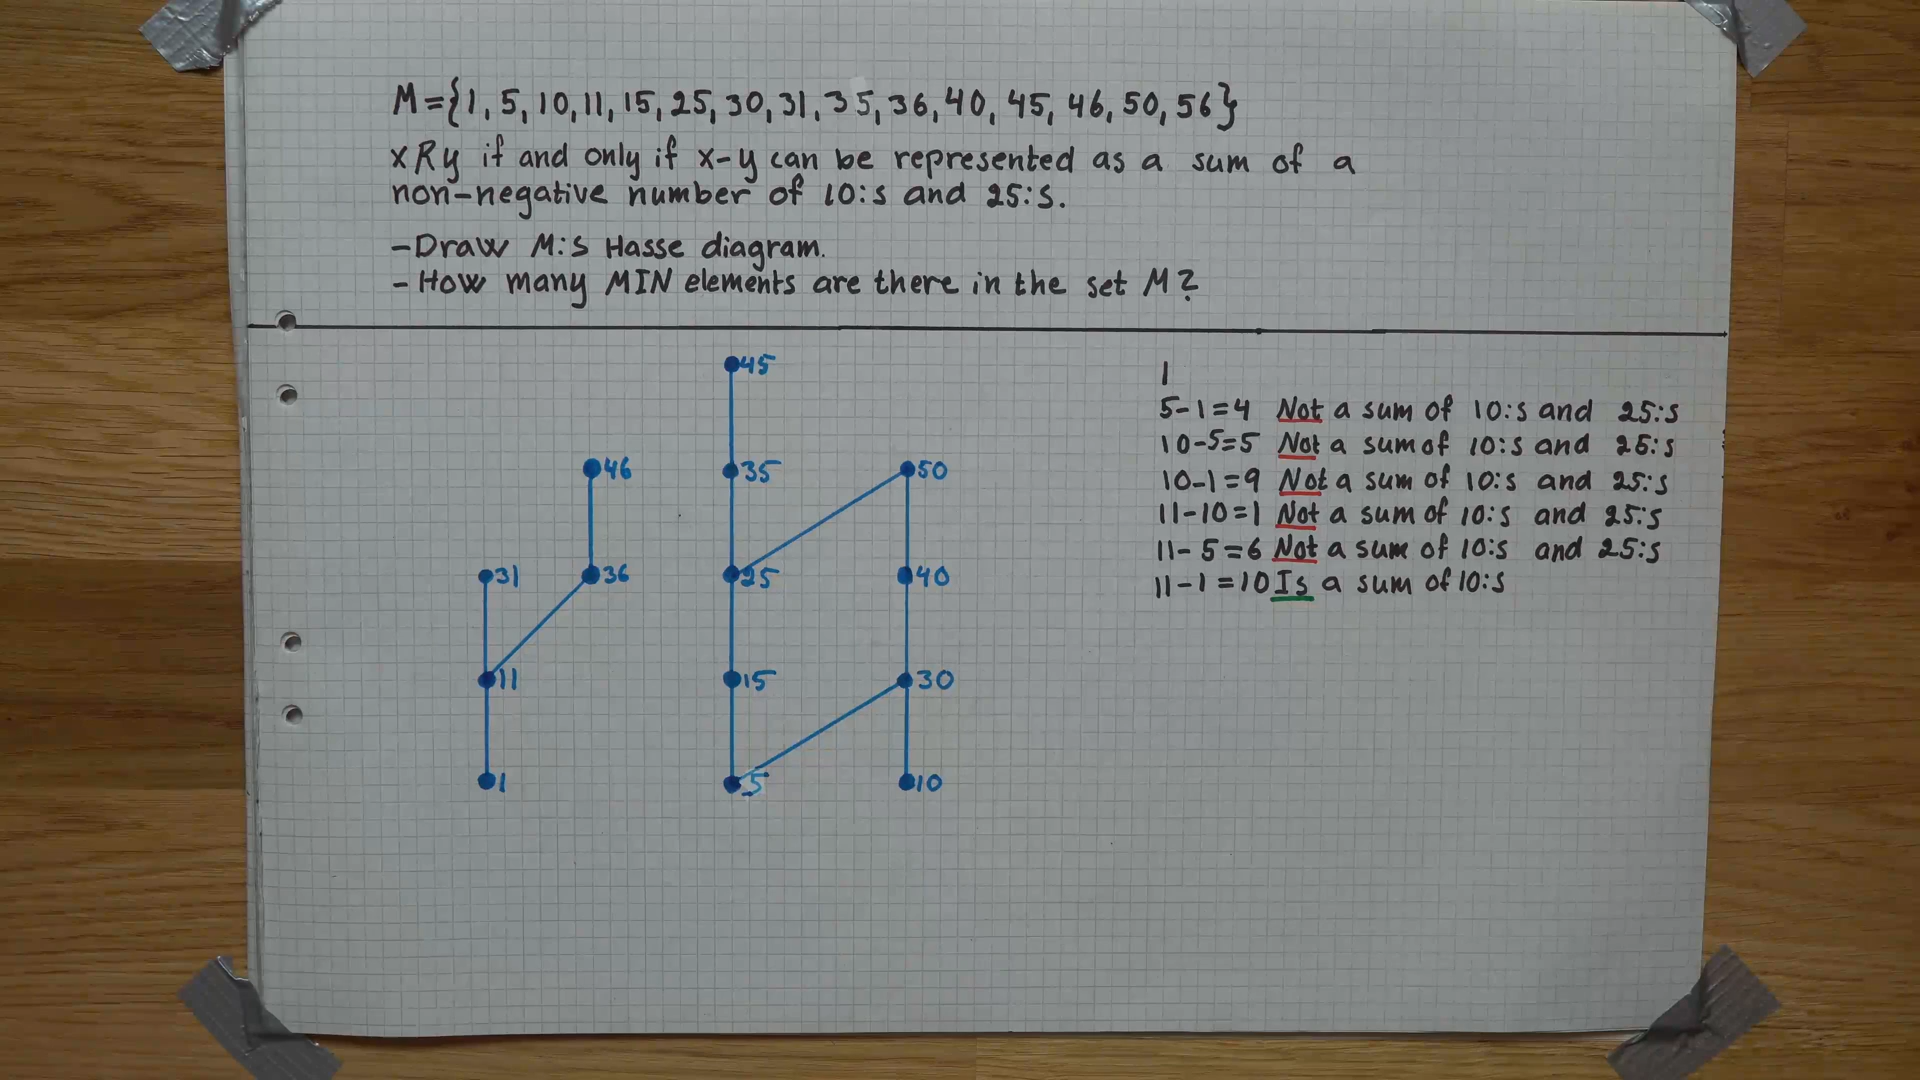 M={1, 5, 10, 11, 15, 25, 30, 31, 35, 36, 40, 45, 46, 50, 56}
xRy if and only if x-y can be represented as a sum of a
non-negative number of 10:s and 25:s.
-Draw M:s Hasse diagram.
-How many MIN elements are there in the set M?
45
46
35
50
31
36
25
40
11
15
30
1
5
10
1
5-1=4 Not a sum of 10:s and 25:s
10-5=5 Not a sum of 10:s and 25:s
10-1=9 Not a sum of 10:s and 25:s
11-10=1 Not a sum of 10:s and 25:s
11-5=6 Not a sum of 10:s and 25:s
11-1=10 Is a sum of 10:s